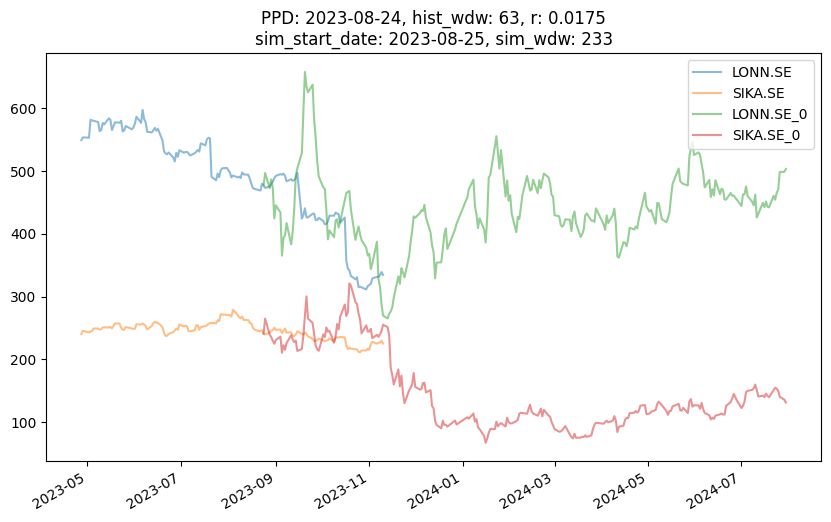 PPD: 2023-08-24, hist_wdw: 63, r: 0.0175
sim_start_date: 2023-08-25, sim_wdw: 233
LONN.SE
SIKA.SE
LONN.SE_0
SIKA.SE_0
600
500
400
300
200
100
2023-05
2023-07
2023-09
2023-11
2024-01
2024-03
2024-05
2024-07